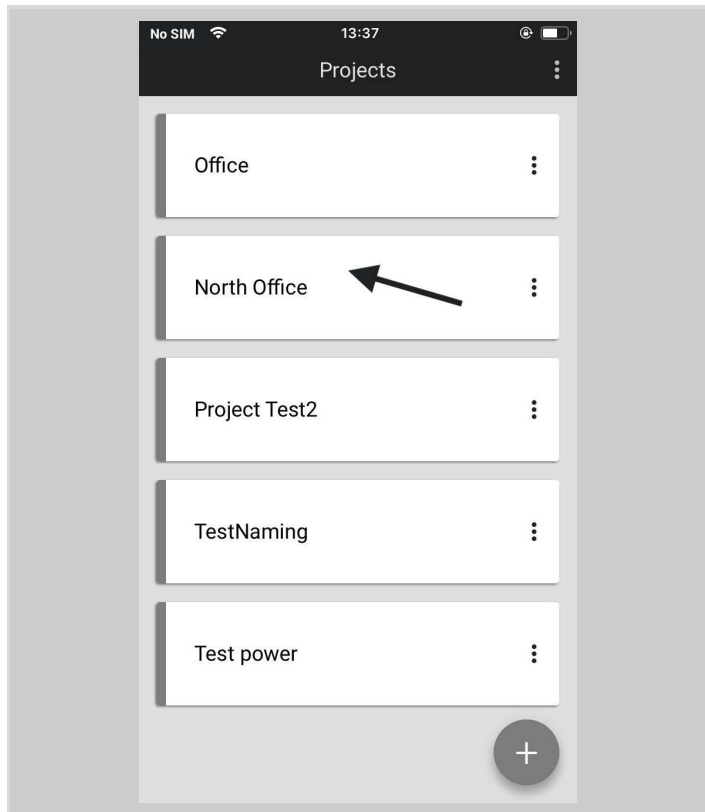 No SIM 13:37
Projects
Office
North Office
Project Test2
TestNaming
Test power